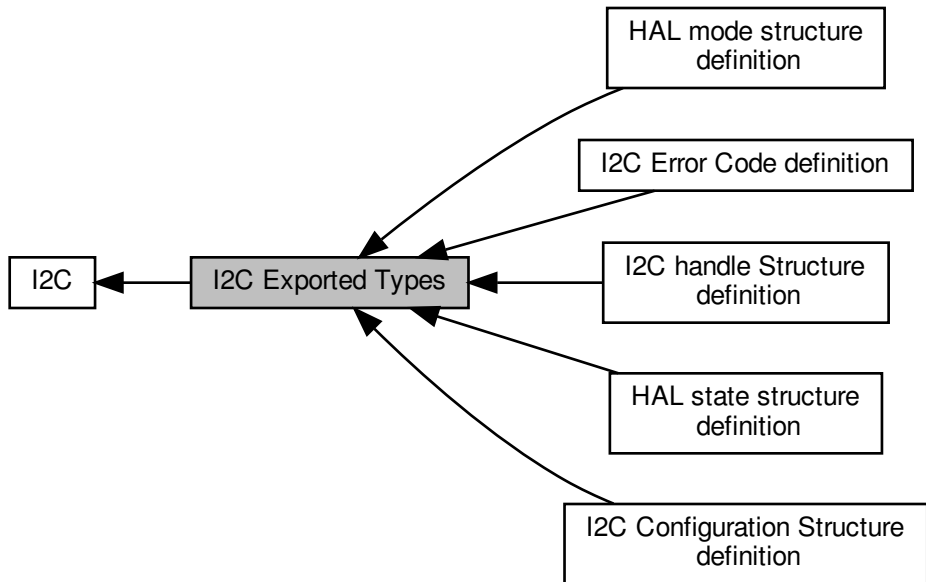 HAL mode structure
definition
I2C Error Code definition
I2C
I2C Exported Types
I2C handle Structure
definition
HAL state structure
definition
I2C Configuration Structure
definition